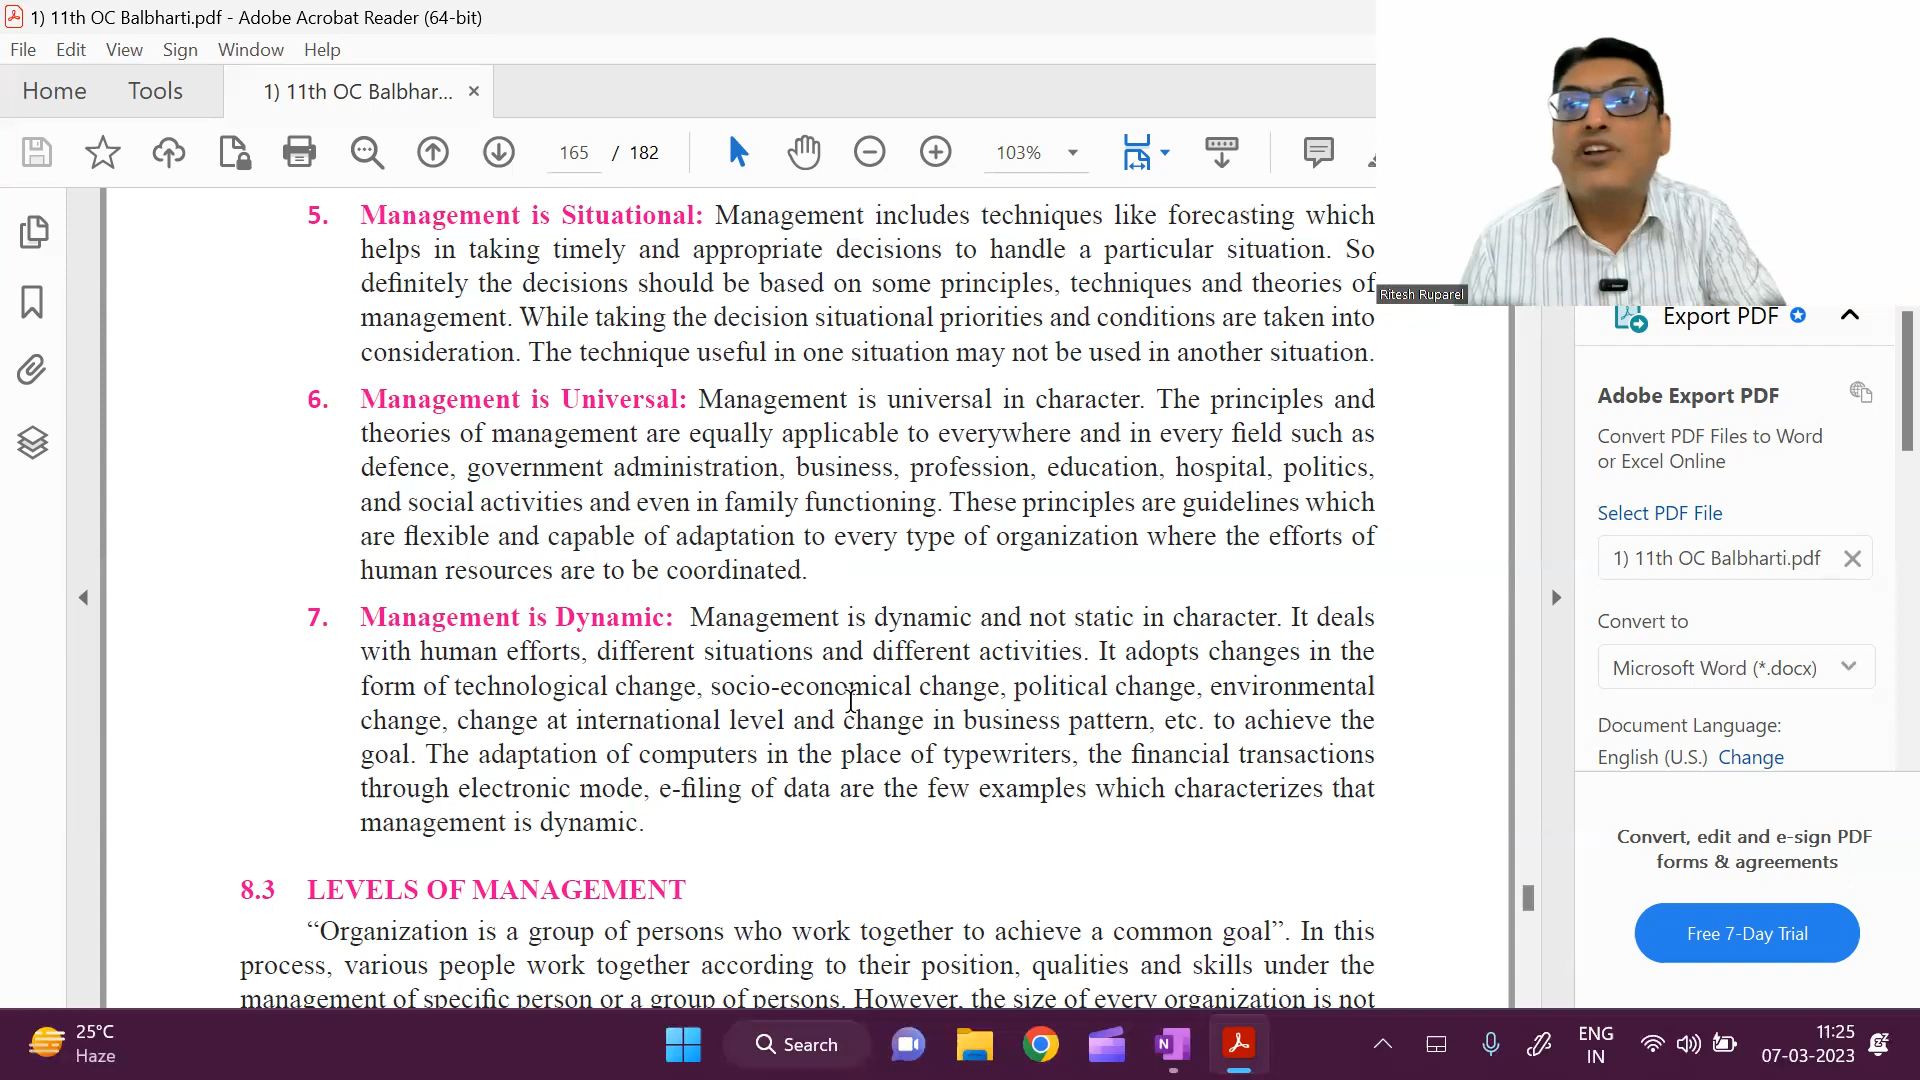 1) 11th OC Balbharti.pdf - Adobe Acrobat Reader (64-bit)
File Edit View Sign Window Help
Home Tools 1) 11th OC Balbhar... ×
165 / 182 103%
5. Management is Situational: Management includes techniques like forecasting which
helps in taking timely and appropriate decisions to handle a particular situation. So
definitely the decisions should be based on some principles, techniques and theories of
management. While taking the decision situational priorities and conditions are taken into
consideration. The technique useful in one situation may not be used in another situation.
6. Management is Universal: Management is universal in character. The principles and
theories of management are equally applicable to everywhere and in every field such as
defence, government administration, business, profession, education, hospital, politics,
and social activities and even in family functioning. These principles are guidelines which
are flexible and capable of adaptation to every type of organization where the efforts of
human resources are to be coordinated.
7. Management is Dynamic: Management is dynamic and not static in character. It deals
with human efforts, different situations and different activities. It adopts changes in the
form of technological change, socio-economical change, political change, environmental
change, change at international level and change in business pattern, etc. to achieve the
goal. The adaptation of computers in the place of typewriters, the financial transactions
through electronic mode, e-filing of data are the few examples which characterizes that
management is dynamic.
8.3 LEVELS OF MANAGEMENT
“Organization is a group of persons who work together to achieve a common goal”. In this
process, various people work together according to their position, qualities and skills under the
management of specific person or a group of persons. However, the size of every organization is not
Ritesh Ruparel
Export PDF
Adobe Export PDF
Convert PDF Files to Word
or Excel Online
Select PDF File
1) 11th OC Balbharti.pdf
Convert to
Microsoft Word (*.docx)
Document Language:
English (U.S.) Change
Convert, edit and e-sign PDF
forms & agreements
Free 7-Day Trial
25°C
Haze
Search
N
ENG
IN
11:25
07-03-2023